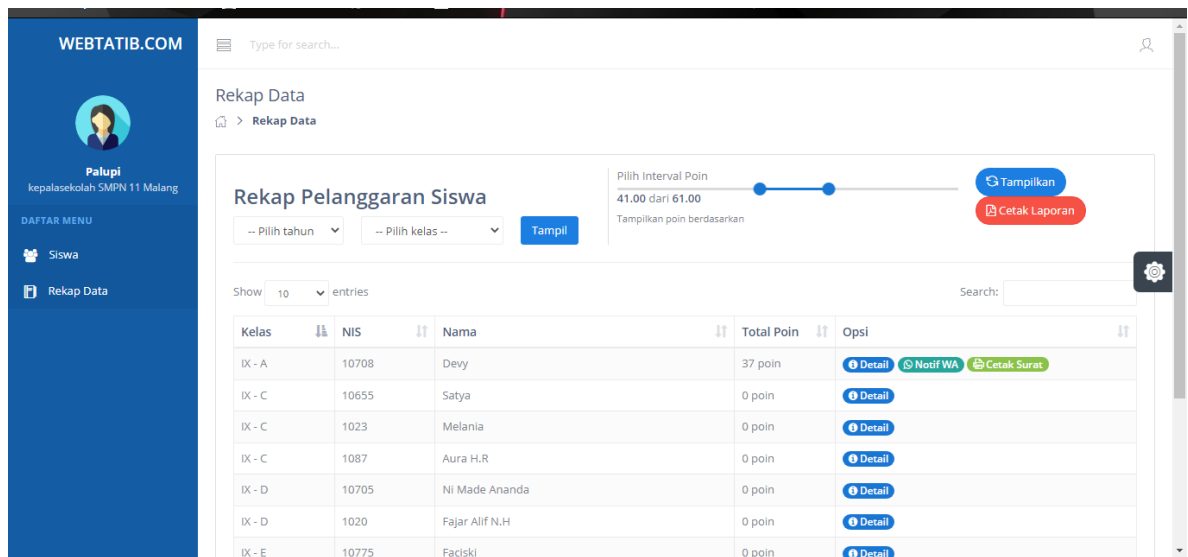 WEBTATIB.COM
Type for search...
Palupi
kepalasekolah SMPN 11 Malang
DAFTAR MENU
Siswa
Rekap Data
Rekap Data
> Rekap Data
Rekap Pelanggaran Siswa
-- Pilih tahun
-- Pilih kelas --
Tampil
Pilih Interval Poin
41.00 dari 61.00
Tampilkan poin berdasarkan
Tampilkan
Cetak Laporan
Show 10 entries
Search:
Kelas NIS Nama Total Poin Opsi
IX - A 10708 Devy 37 poin Detail Notif WA Cetak Surat
IX - C 10655 Satya 0 poin Detail
IX - C 1023 Melania 0 poin Detail
IX - C 1087 Aura H.R 0 poin Detail
IX - D 10705 Ni Made Ananda 0 poin Detail
IX - D 1020 Fajar Alif N.H 0 poin Detail
IX - E 10775 Faciski 0 poin Detail